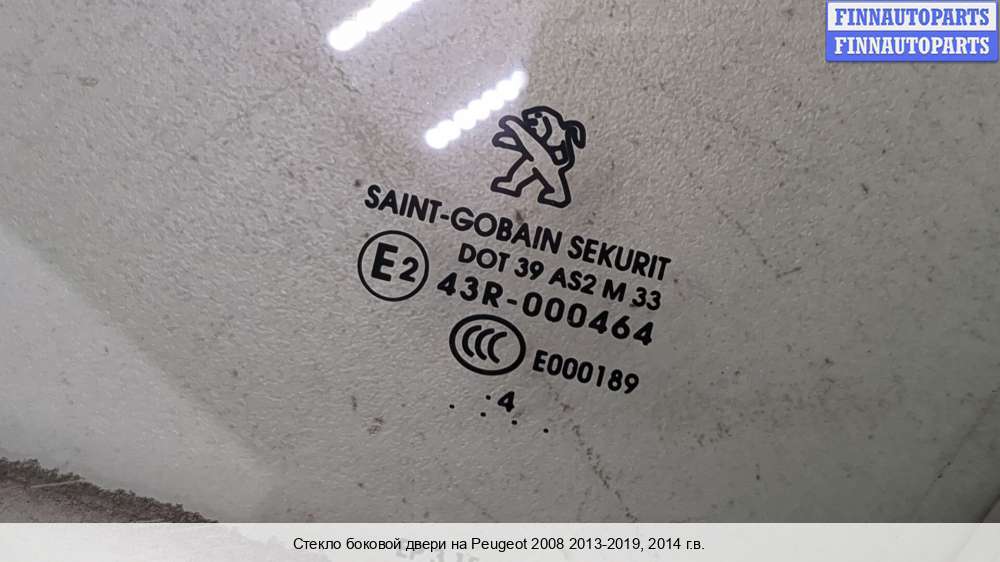 FINNAUTOPARTS
FINNAUTOPARTS
SAINT-GOBAIN SEKURIT
DOT 39 AS2 M 33
E2
43R-000464
CCC
E000189
4
Стекло боковой двери на Peugeot 2008 2013-2019, 2014 г.в.